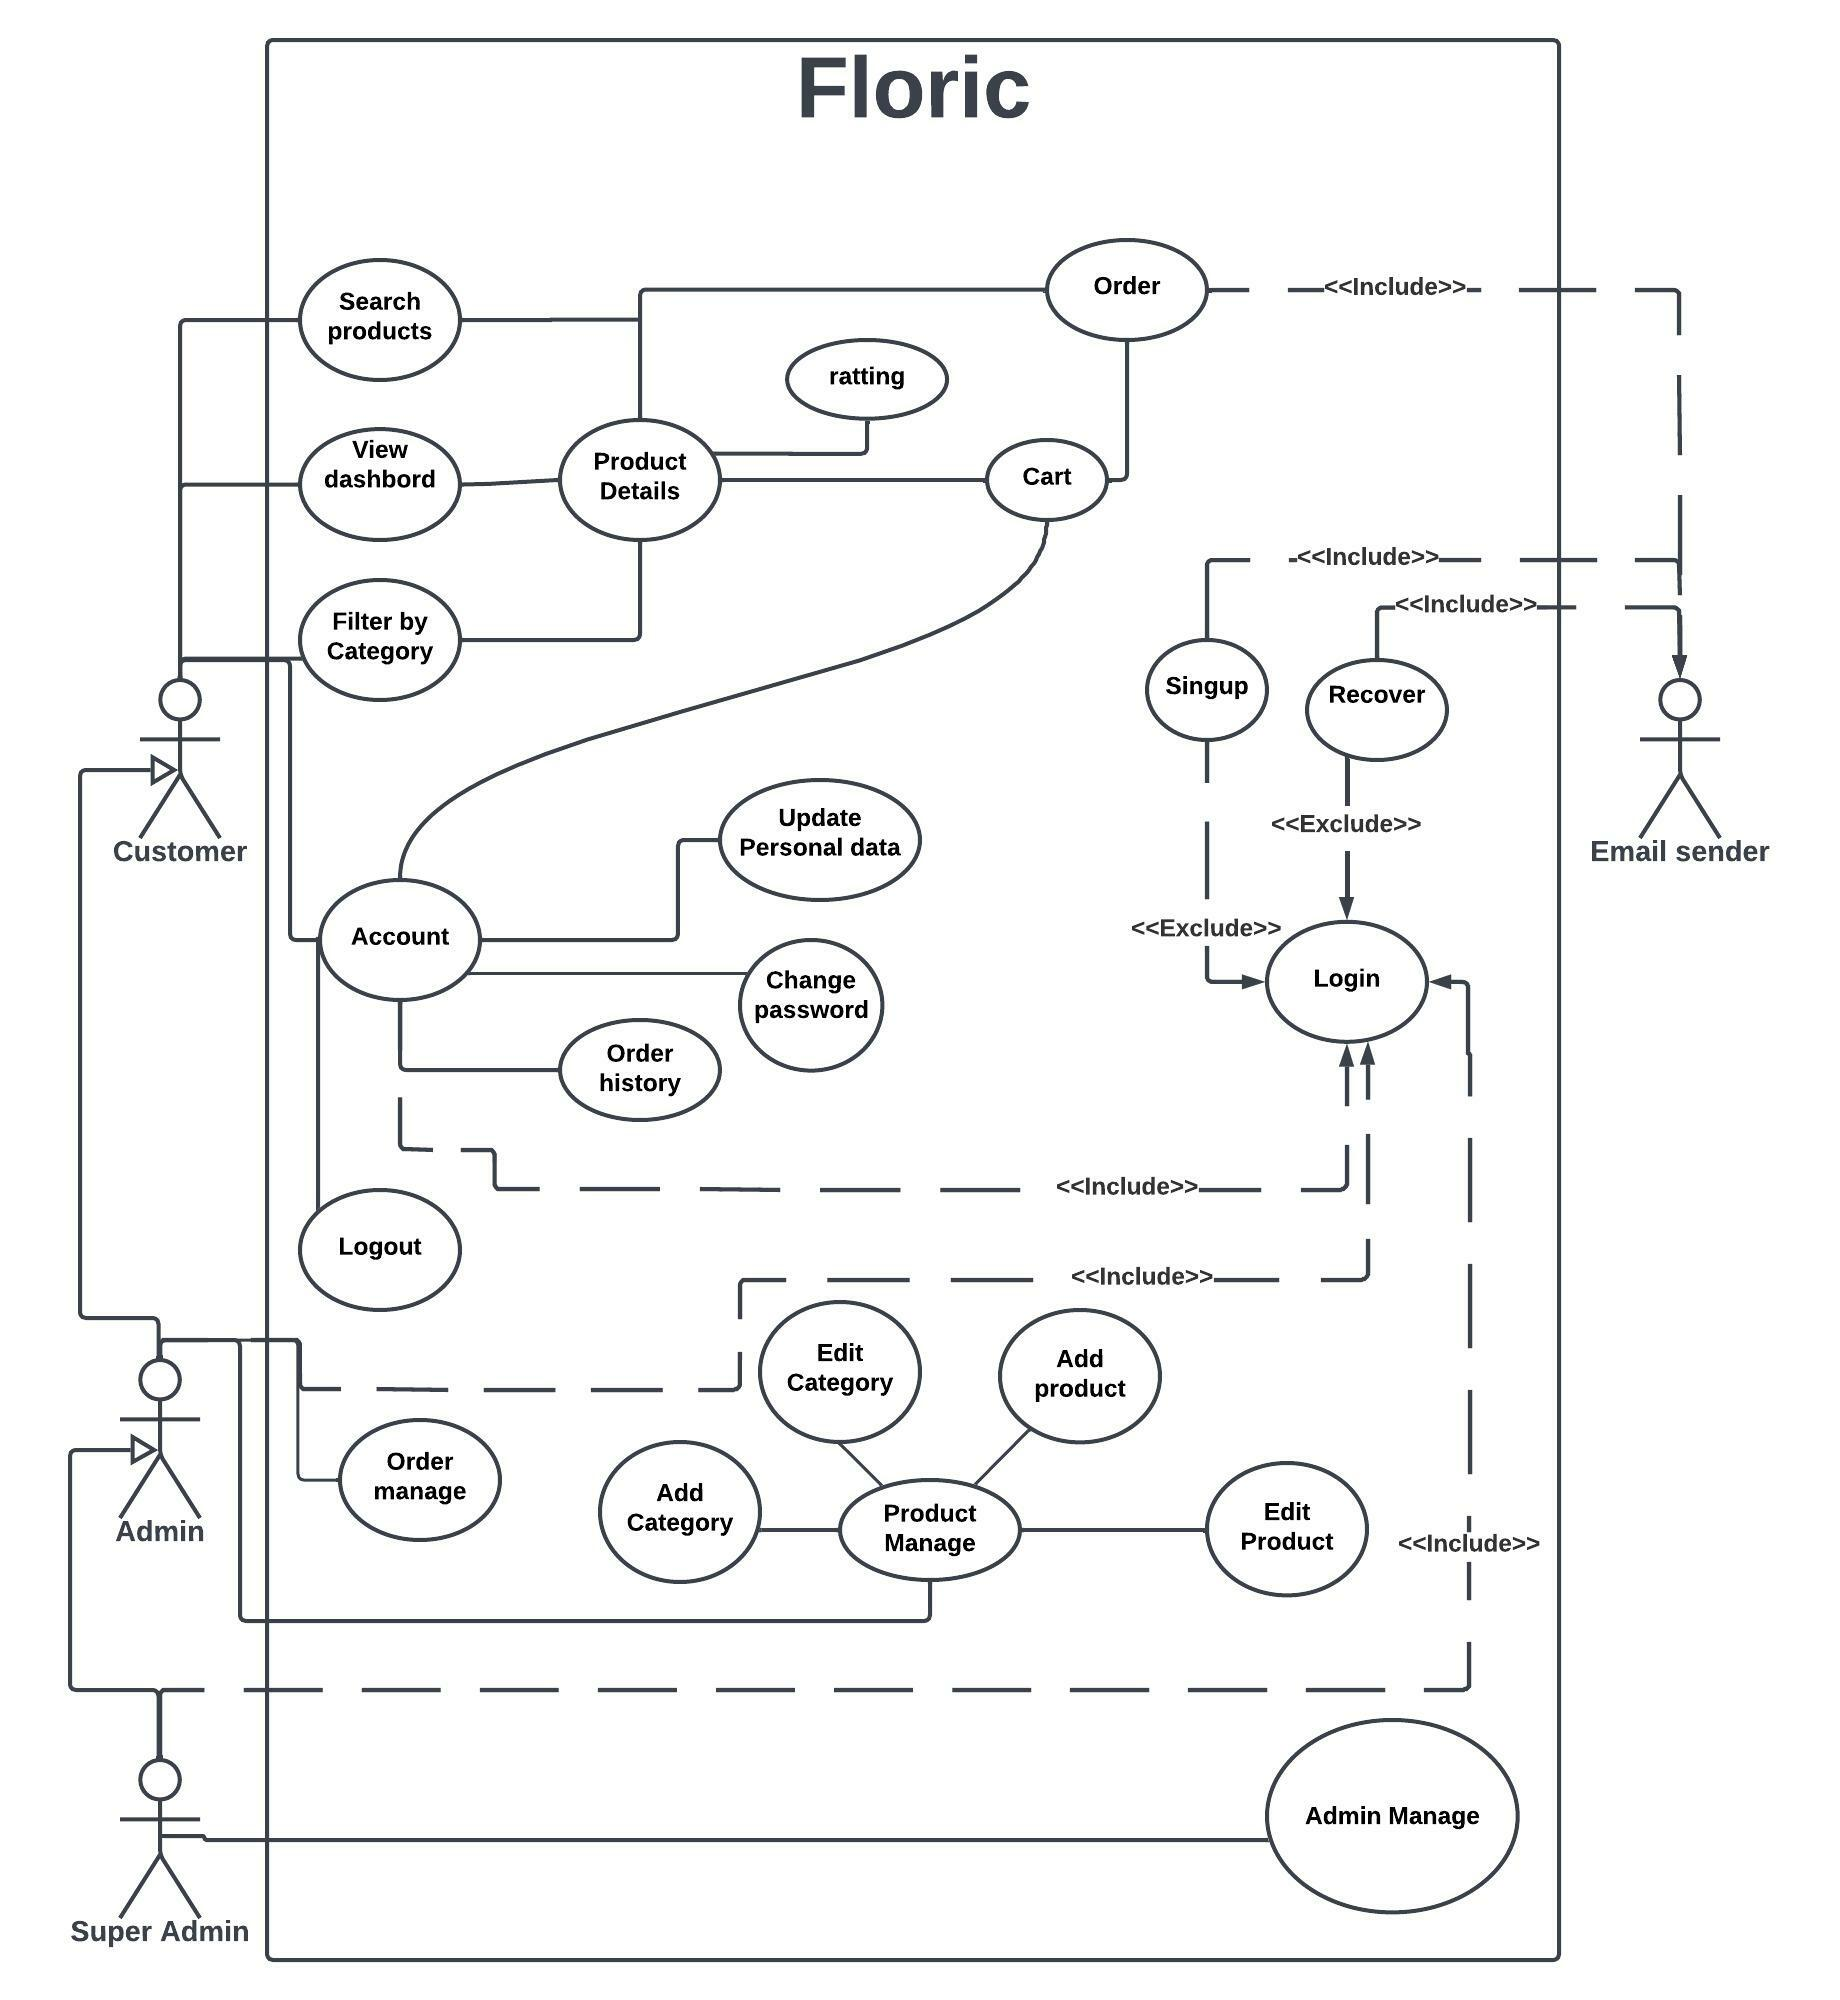 Floric
Search
products
Order
<<Include>>
ratting
View
dashbord
Product
Details
Cart
<<Include>>
<<Include>>
Filter by
Category
Singup
Recover
Customer
Email sender
Update
Personal data
<<Exclude>>
Account
<<Exclude>>
Change
password
Login
Order
history
<<Include>>
Logout
<<Include>>
Edit
Category
Add
product
Order
manage
Add
Category
Product
Manage
Edit
Product
Admin
<<Include>>
Admin Manage
Super Admin